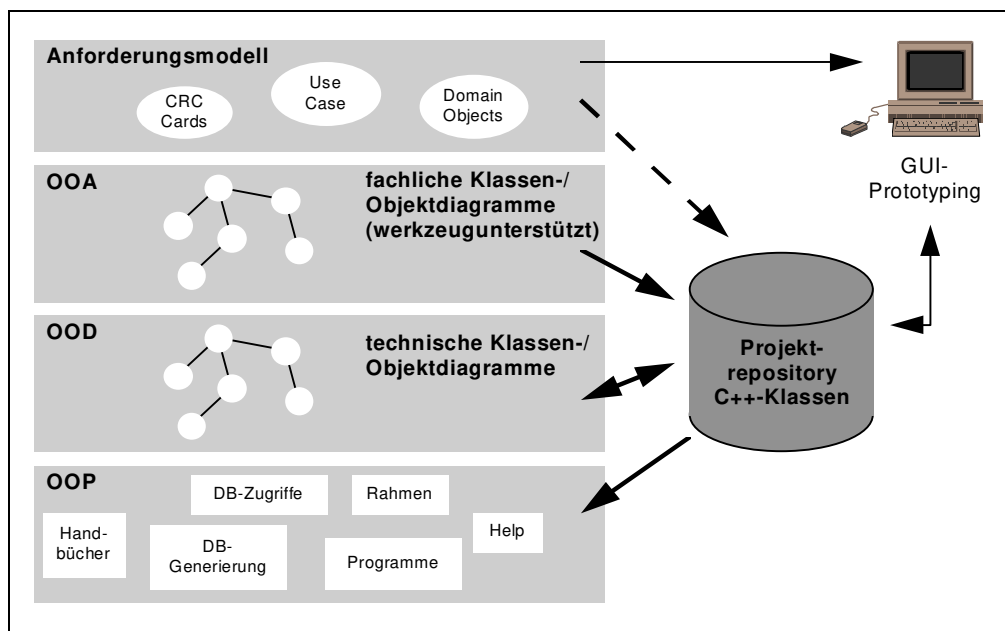 Anforderungsmodell
CRC
Cards
Use
Case
Domain
Objects
GUI-
Prototyping
OOA
fachliche Klassen-/
Objektdiagramme
(werkzeugunterstützt)
OOD
technische Klassen-/
Objektdiagramme
Projekt-
repository
C++-Klassen
OOP
DB-Zugriffe
Rahmen
Hand-
bücher
DB-
Generierung
Programme
Help